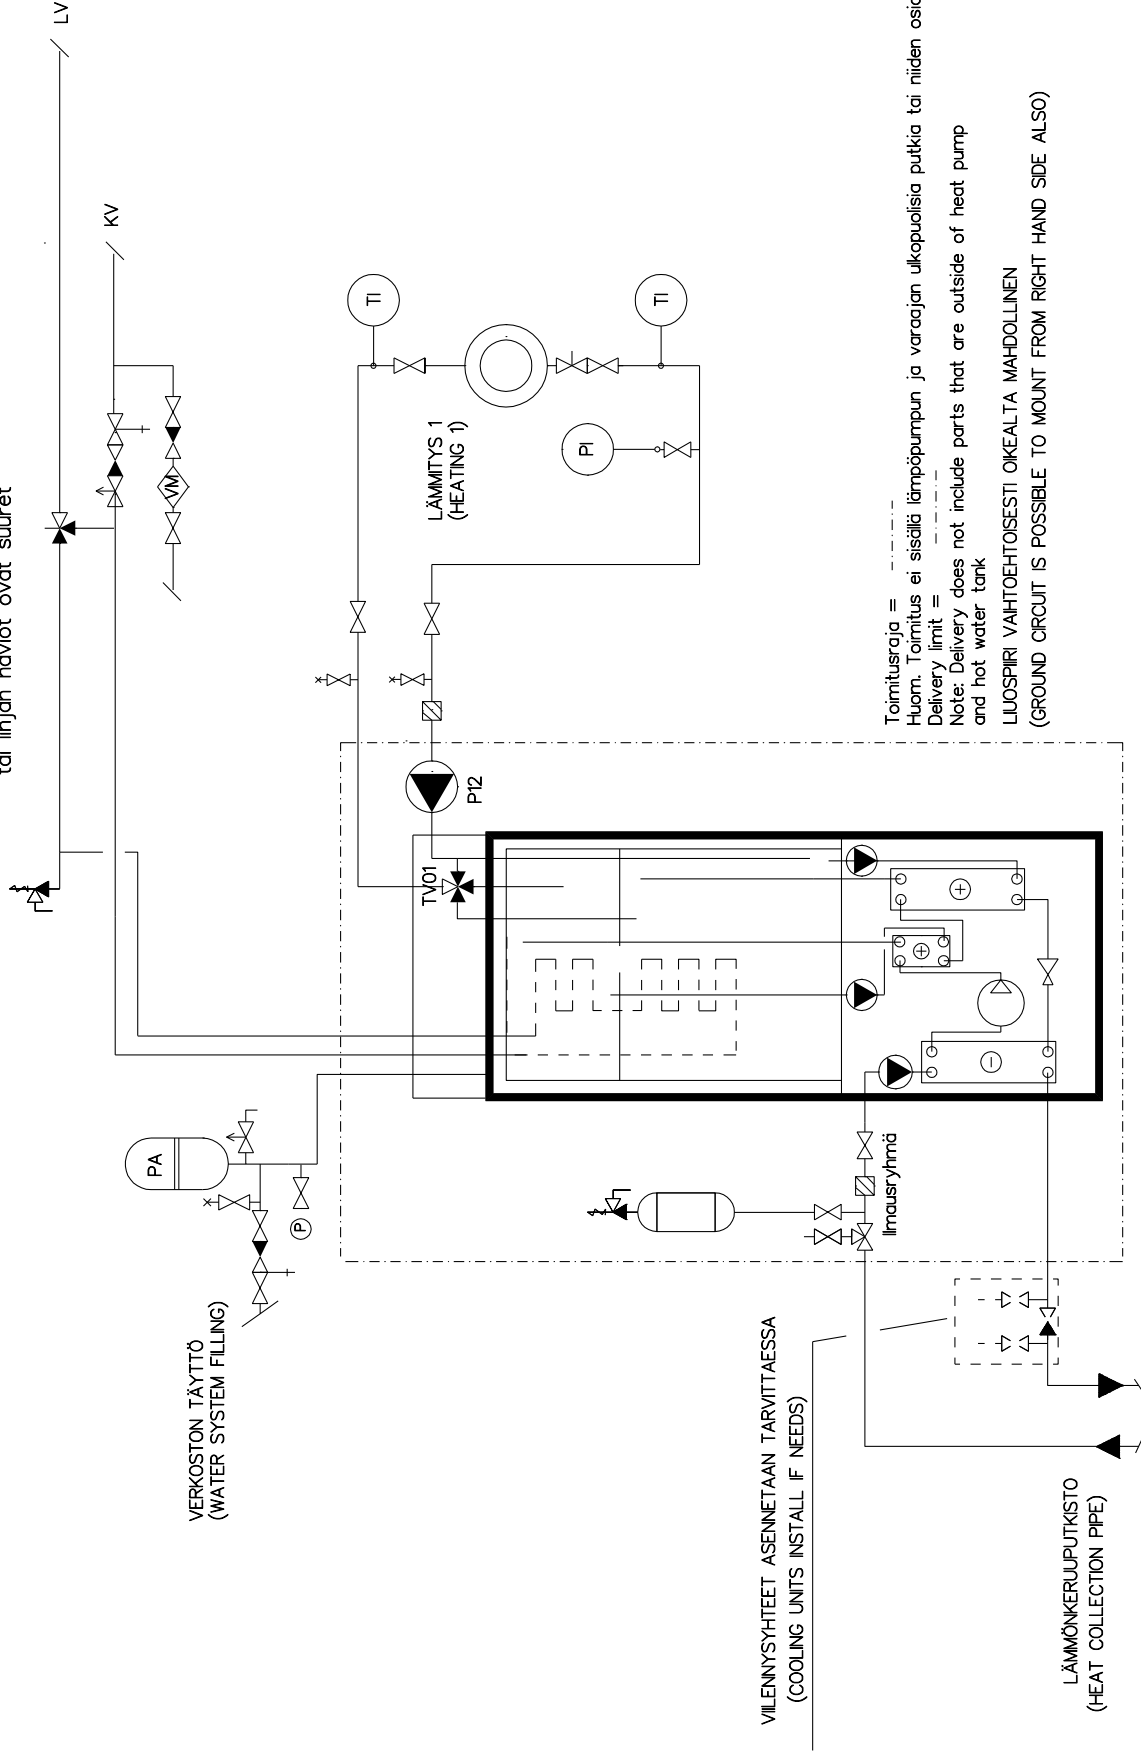 tai linjan häviöt ovat suuret
LV
KV
VM
TI
TI
PI
LÄMMITYS 1
(HEATING 1)
P12
TV01
PA
P
VERKOSTON TÄYTTÖ
(WATER SYSTEM FILLING)
Ilmausryhmä
VIILENNYSYHTEET ASENNETAAN TARVITTAESSA
(COOLING UNITS INSTALL IF NEEDS)
LÄMMÖNKERUUPUTKISTO
(HEAT COLLECTION PIPE)
+
+
-
Toimitusraja =
Huom. Toimitus ei sisällä lämpöpumpun ja varaajan ulkopuolisia putkia tai niiden
Delivery limit =
Note: Delivery does not include parts that are outside of heat pump
and hot water tank
LIUOSPIIRI VAIHTOEHTOISESTI OIKEALTA MAHDOLLINEN
(GROUND CIRCUIT IS POSSIBLE TO MOUNT FROM RIGHT HAND SIDE ALSO)